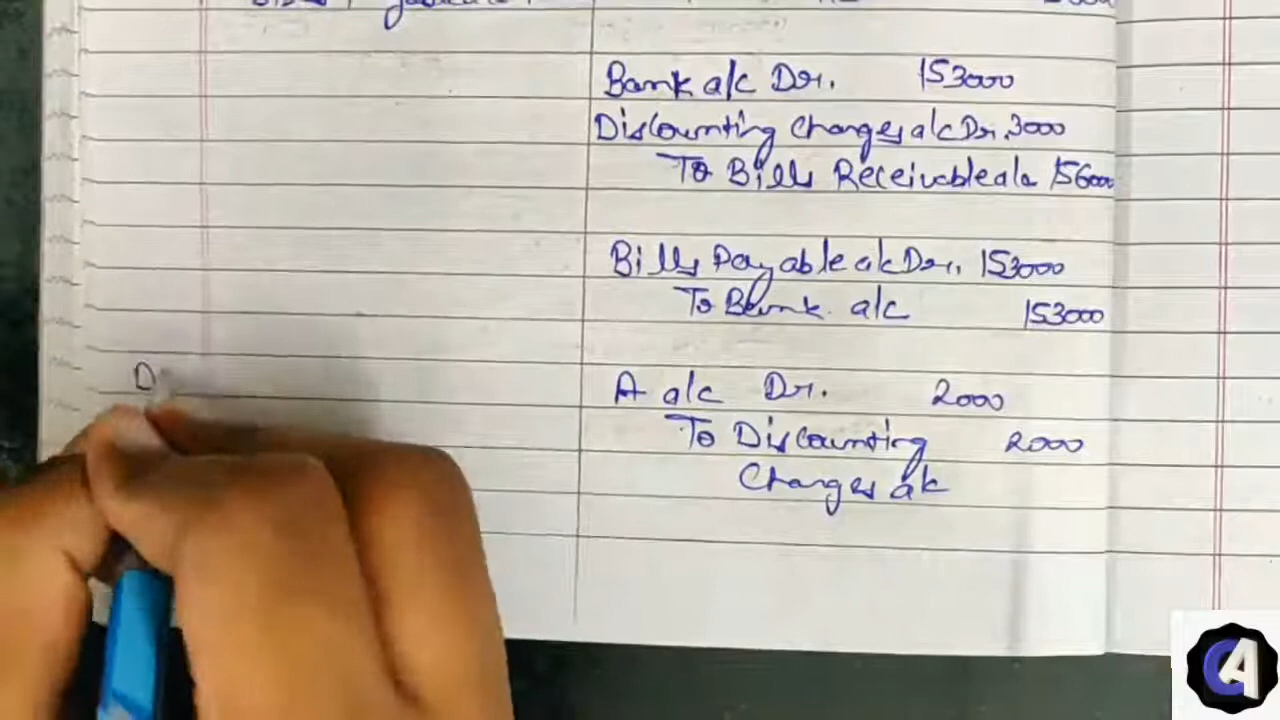 Bank a/c Dr. 153000
Discounting Charges a/c Dr. 3000
To Bills Receivable a/c 156000
Bills Payable a/c Dr. 153000
To Bank a/c 153000
A a/c Dr. 2000
To Discounting 2000
Charges a/c
D
CA